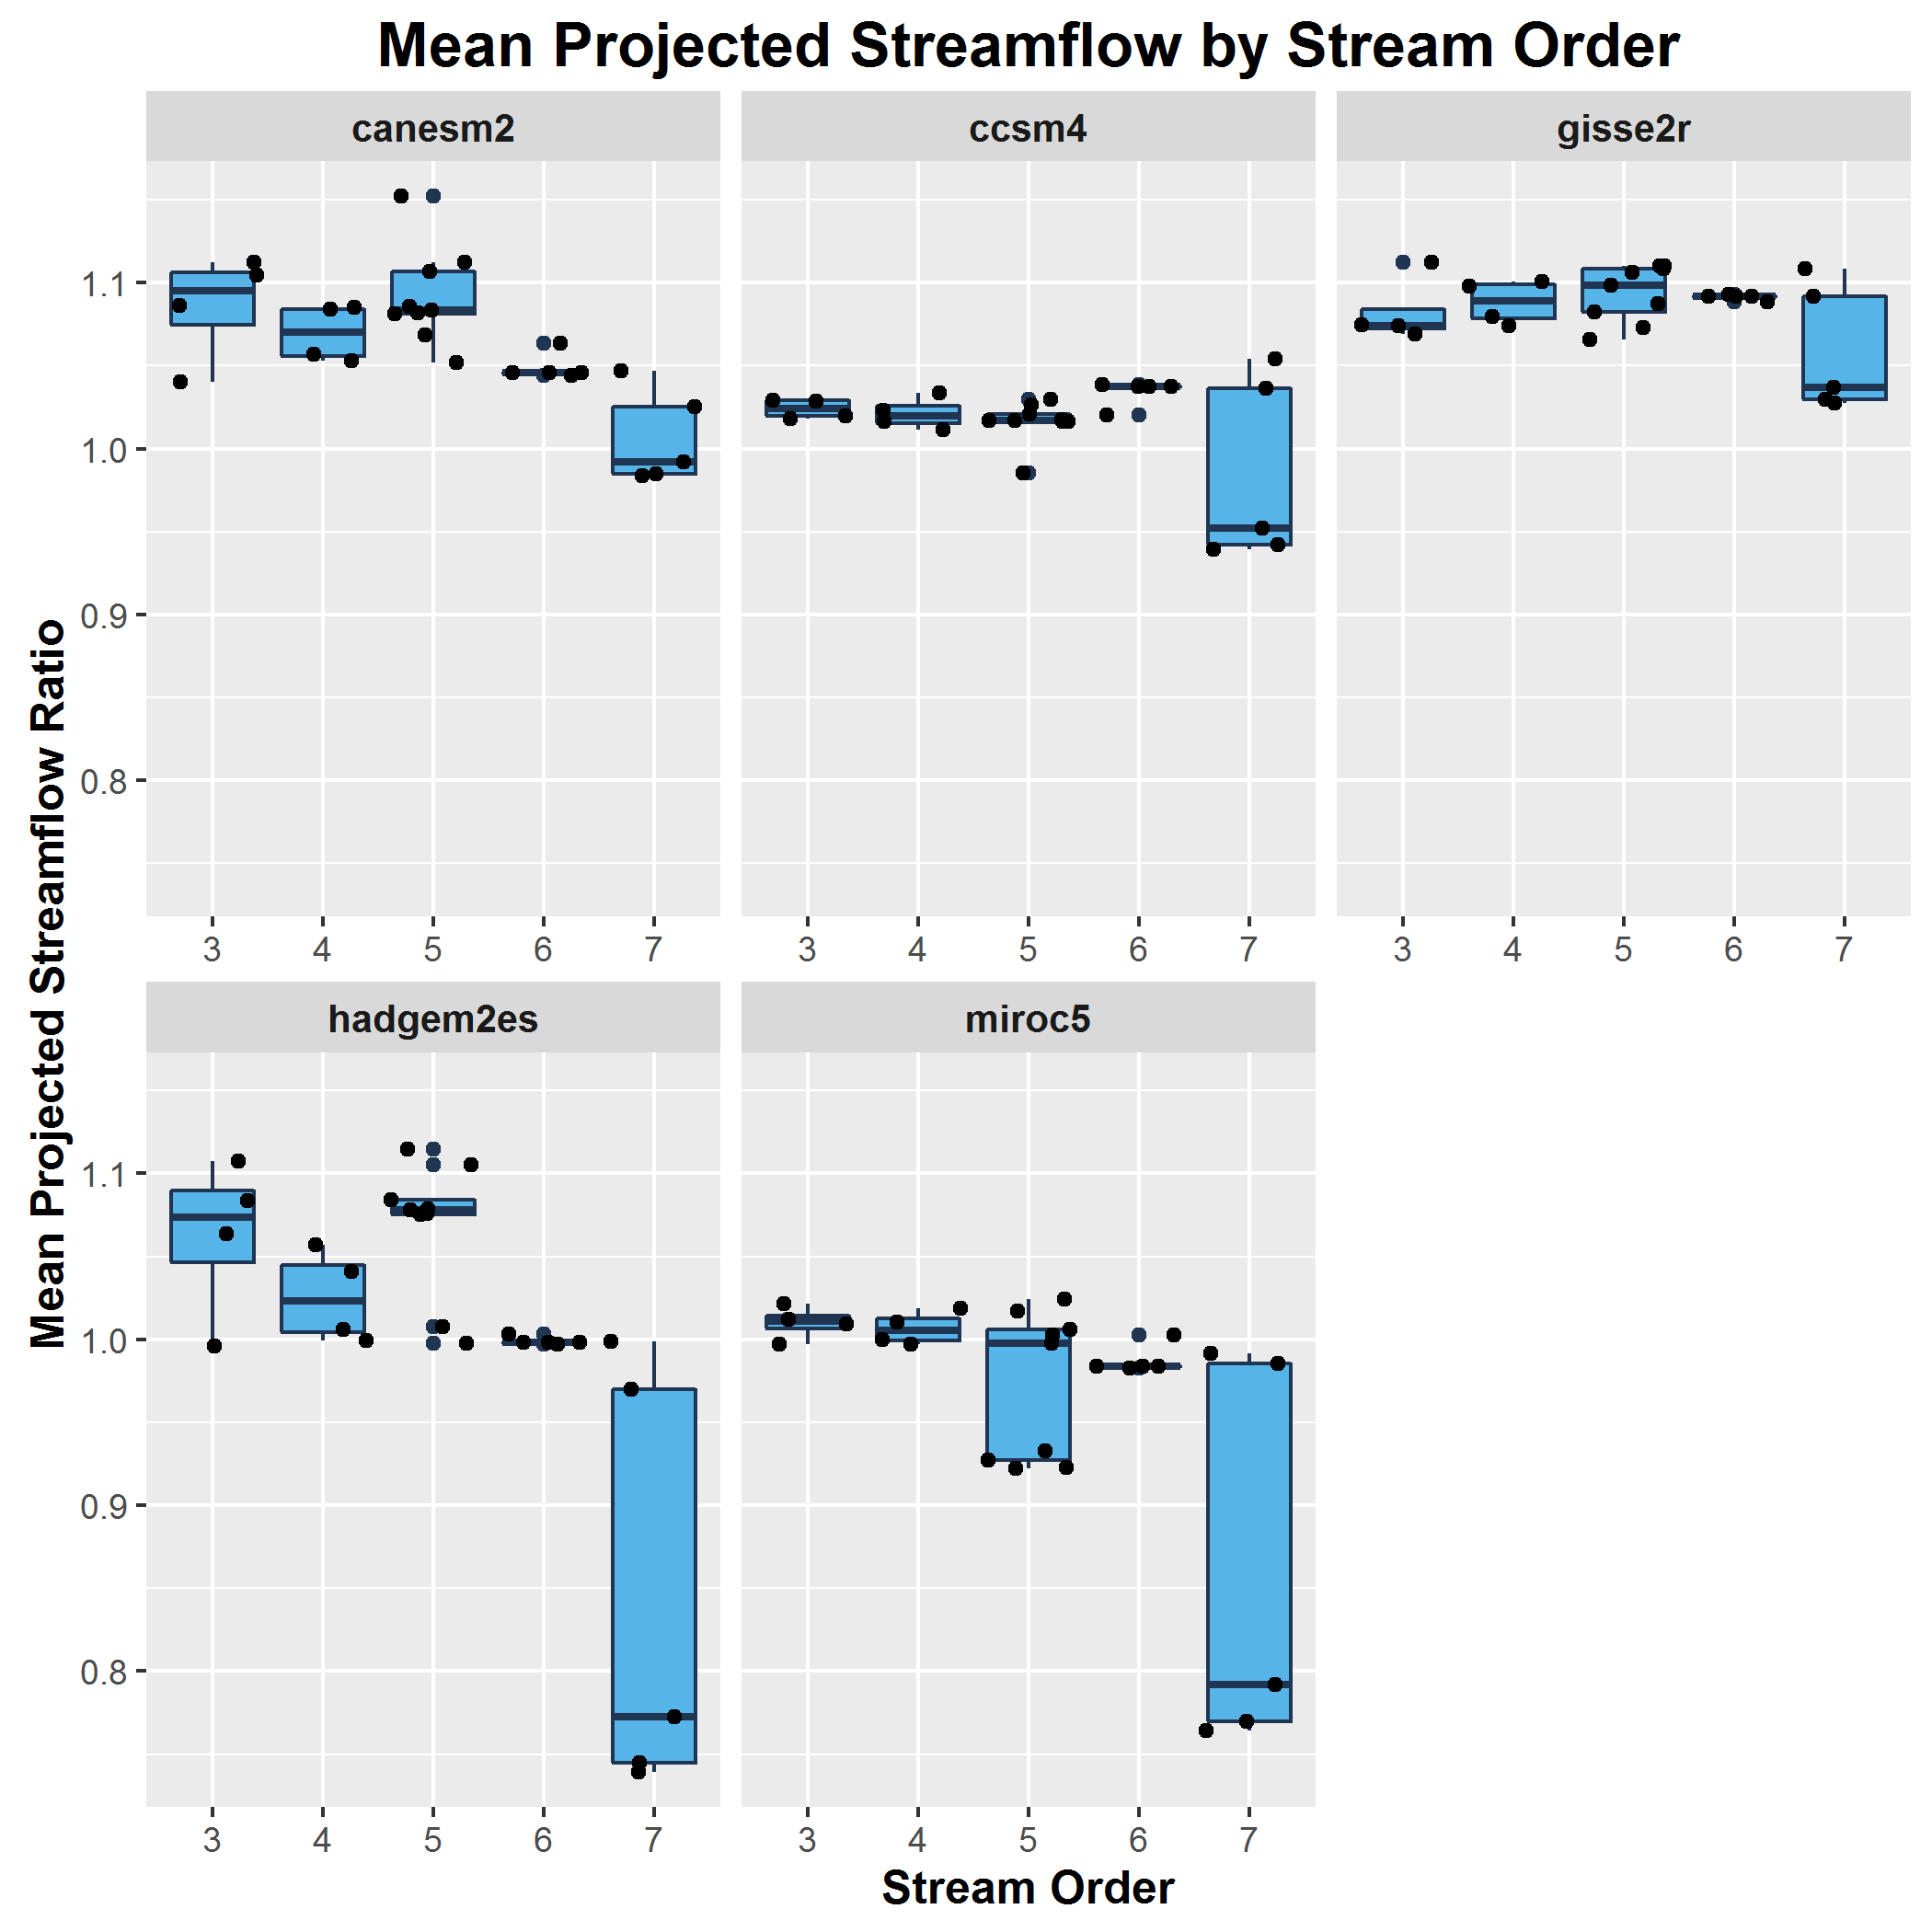 Mean Projected Streamflow by Stream Order
canesm2 ccsm4 gisse2r
Mean Projected Streamflow Ratio
1.1
1.0
0.9
0.8
3 4 5 6 7 3 4 5 6 7 3 4 5 6 7
hadgem2es miroc5
1.1
1.0
0.9
0.8
3 4 5 6 7 3 4 5 6 7
Stream Order